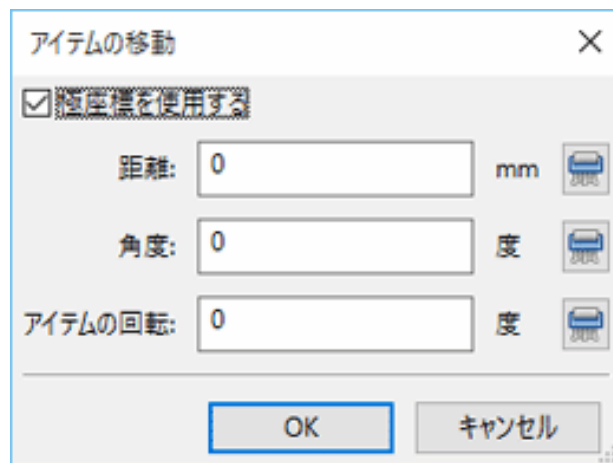 アイテムの移動
極座標を使用する
距離: 0 mm
角度: 0 度
アイテムの回転: 0 度
OK キャンセル